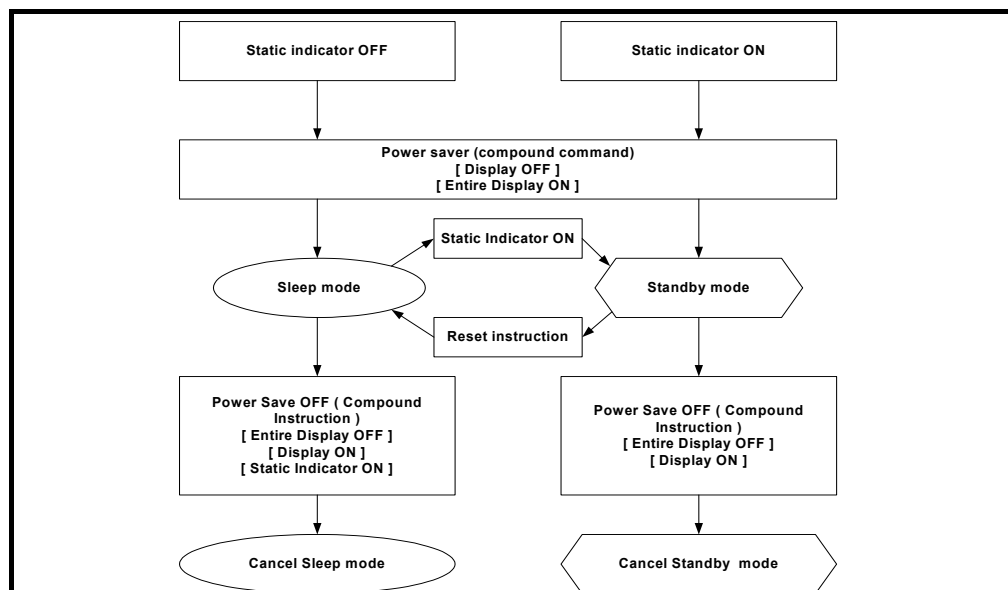 Static indicator OFF
Static indicator ON
Power saver (compound command)
[ Display OFF ]
[ Entire Display ON ]
Static Indicator ON
Sleep mode
Standby mode
Reset instruction
Power Save OFF ( Compound
Instruction )
[ Entire Display OFF ]
[ Display ON ]
[ Static Indicator ON ]
Power Save OFF ( Compound
Instruction )
[ Entire Display OFF ]
[ Display ON ]
Cancel Sleep mode
Cancel Standby mode